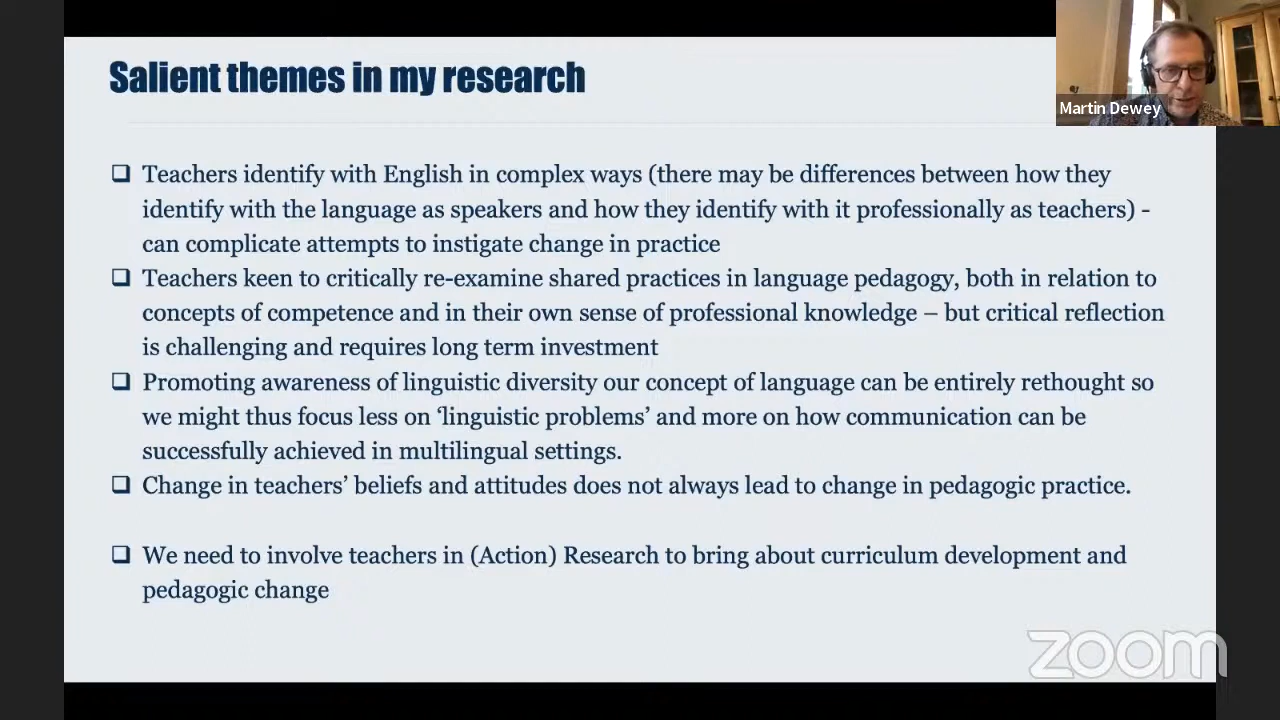 Salient themes in my research
Martin Dewey
Teachers identify with English in complex ways (there may be differences between how they
identify with the language as speakers and how they identify with it professionally as teachers) -
can complicate attempts to instigate change in practice
Teachers keen to critically re-examine shared practices in language pedagogy, both in relation to
concepts of competence and in their own sense of professional knowledge – but critical reflection
is challenging and requires long term investment
Promoting awareness of linguistic diversity our concept of language can be entirely rethought so
we might thus focus less on ‘linguistic problems’ and more on how communication can be
successfully achieved in multilingual settings.
Change in teachers’ beliefs and attitudes does not always lead to change in pedagogic practice.
We need to involve teachers in (Action) Research to bring about curriculum development and
pedagogic change
zoom